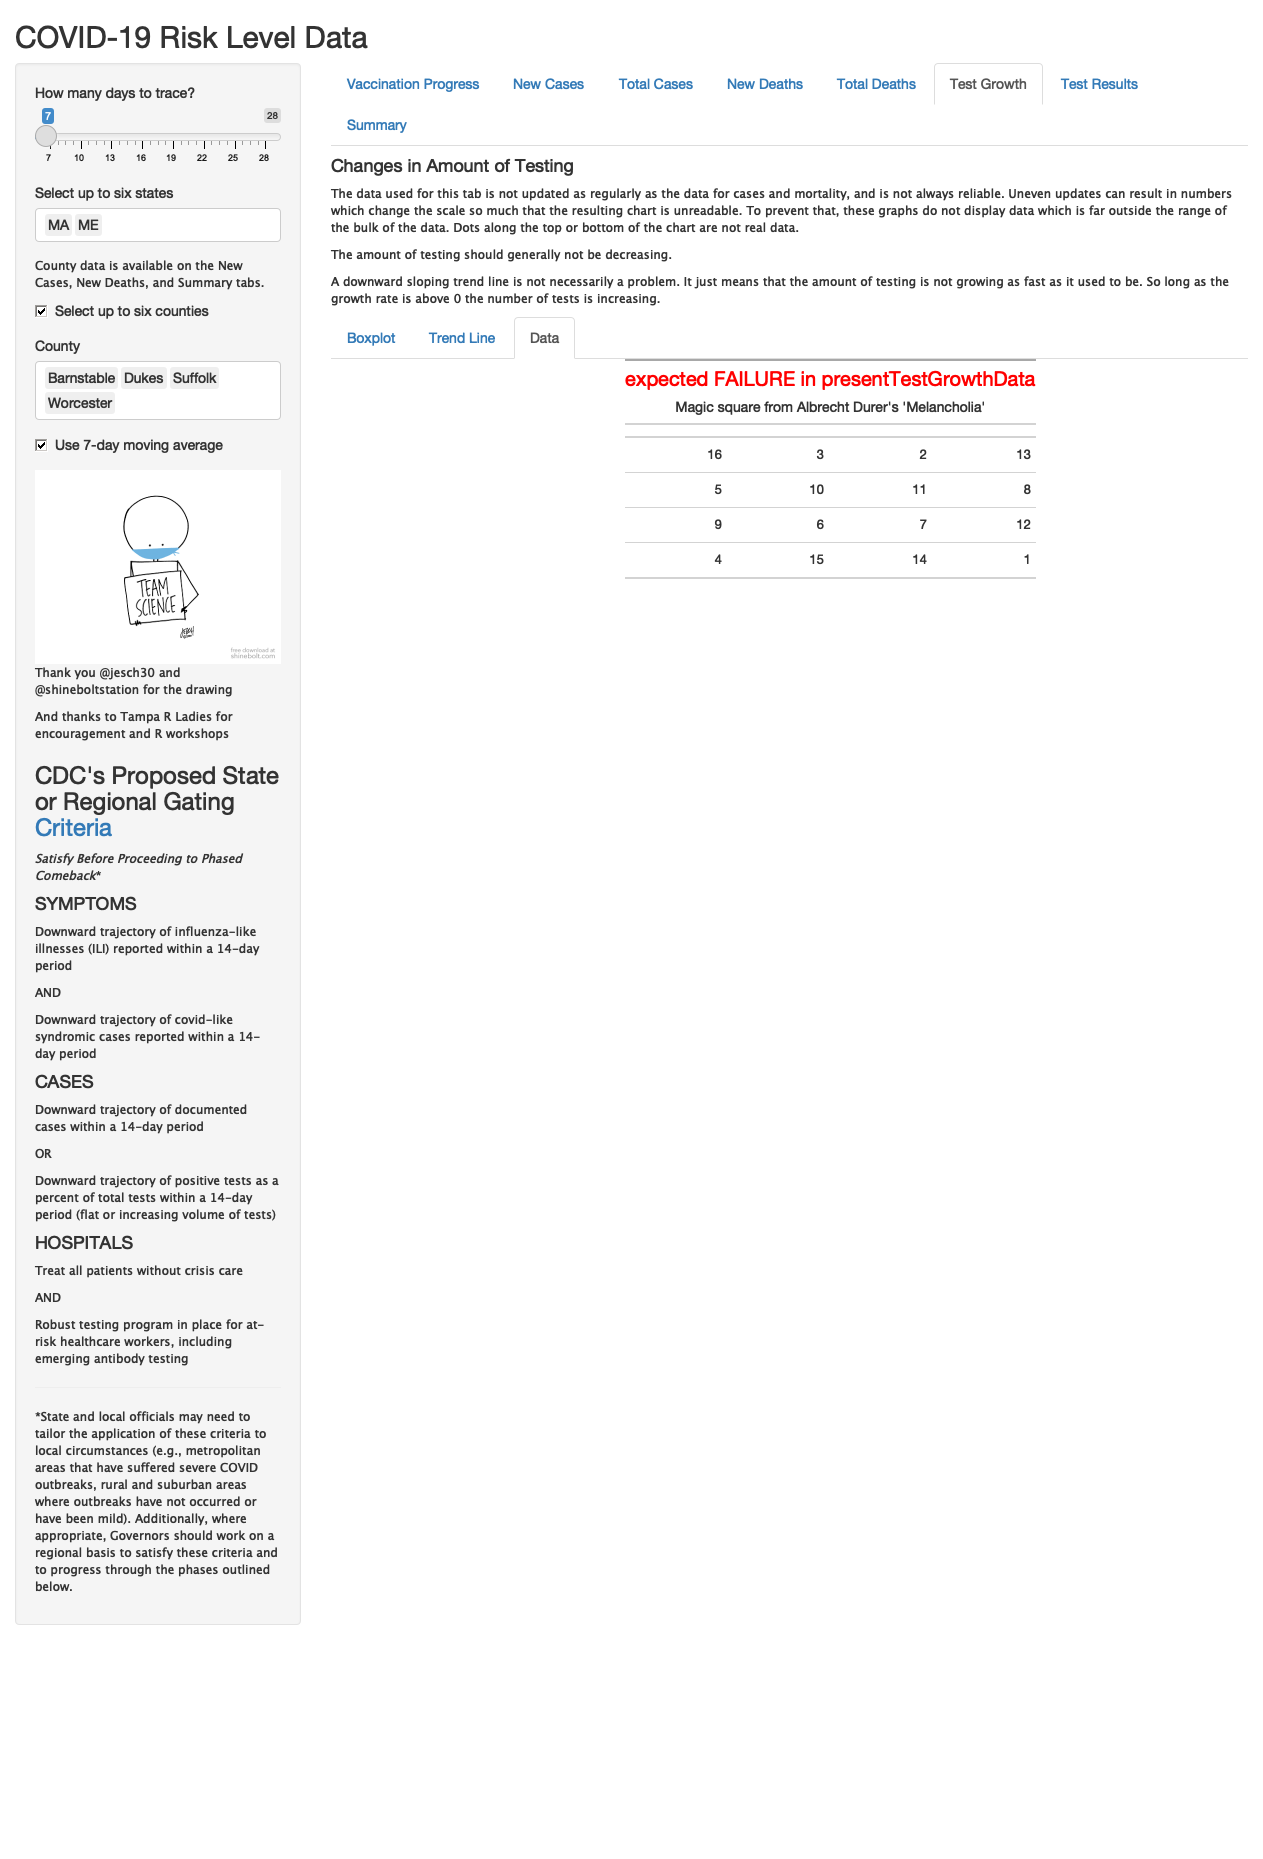 COVID-19 Risk Level Data
How many days to trace?
7 28
7 10 13 16 19 22 25 28
Select up to six states
MA ME
County data is available on the New
Cases, New Deaths, and Summary tabs.
Select up to six counties
County
Barnstable Dukes Suffolk
Worcester
Use 7-day moving average
TEAM
SCIENCE
free download at
shinebolt.com
Thank you @jesch30 and
@shineboltstation for the drawing
And thanks to Tampa R Ladies for
encouragement and R workshops
CDC's Proposed State
or Regional Gating
Criteria
Satisfy Before Proceeding to Phased
Comeback*
SYMPTOMS
Downward trajectory of influenza-like
illnesses (ILI) reported within a 14-day
period
AND
Downward trajectory of covid-like
syndromic cases reported within a 14-
day period
CASES
Downward trajectory of documented
cases within a 14-day period
OR
Downward trajectory of positive tests as a
percent of total tests within a 14-day
period (flat or increasing volume of tests)
HOSPITALS
Treat all patients without crisis care
AND
Robust testing program in place for at-
risk healthcare workers, including
emerging antibody testing
*State and local officials may need to
tailor the application of these criteria to
local circumstances (e.g., metropolitan
areas that have suffered severe COVID
outbreaks, rural and suburban areas
where outbreaks have not occurred or
have been mild). Additionally, where
appropriate, Governors should work on a
regional basis to satisfy these criteria and
to progress through the phases outlined
below.
Vaccination Progress New Cases Total Cases New Deaths Total Deaths Test Growth Test Results
Summary
Changes in Amount of Testing
The data used for this tab is not updated as regularly as the data for cases and mortality, and is not always reliable. Uneven updates can result in numbers
which change the scale so much that the resulting chart is unreadable. To prevent that, these graphs do not display data which is far outside the range of
the bulk of the data. Dots along the top or bottom of the chart are not real data.
The amount of testing should generally not be decreasing.
A downward sloping trend line is not necessarily a problem. It just means that the amount of testing is not growing as fast as it used to be. So long as the
growth rate is above 0 the number of tests is increasing.
Boxplot Trend Line Data
expected FAILURE in presentTestGrowthData
Magic square from Albrecht Durer's 'Melancholia'
16 3 2 13
5 10 11 8
9 6 7 12
4 15 14 1